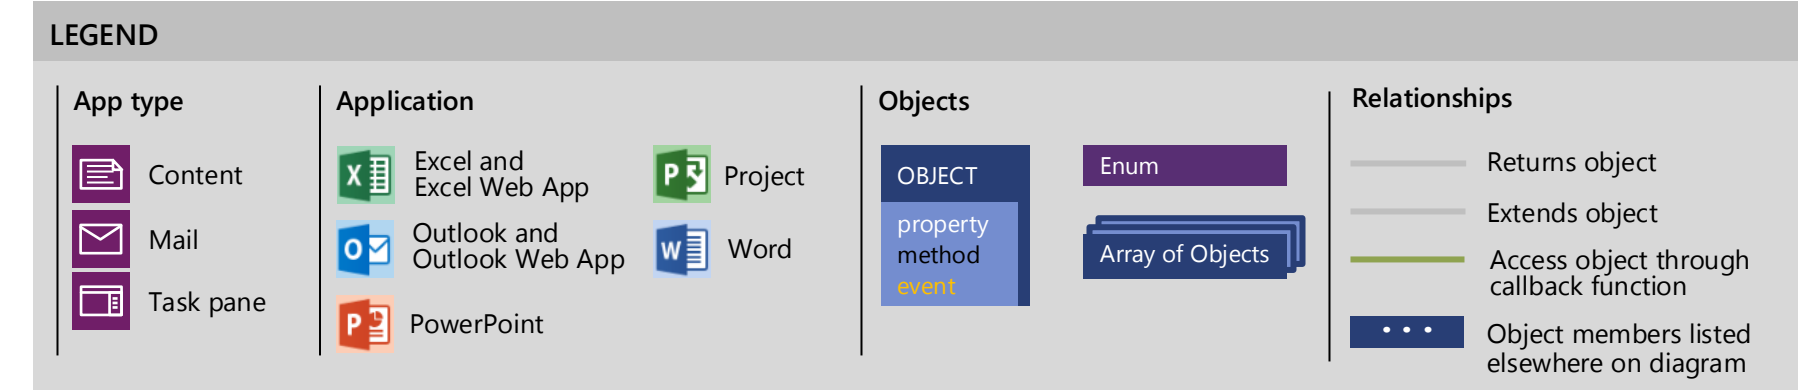 LEGEND
App type
Content
Mail
Task pane
Application
Excel and
Excel Web App
Outlook and
Outlook Web App
PowerPoint
Project
Word
Objects
OBJECT
property
method
event
Enum
Array of Objects
Relationships
Returns object
Extends object
Access object through
callback function
Object members listed
elsewhere on diagram